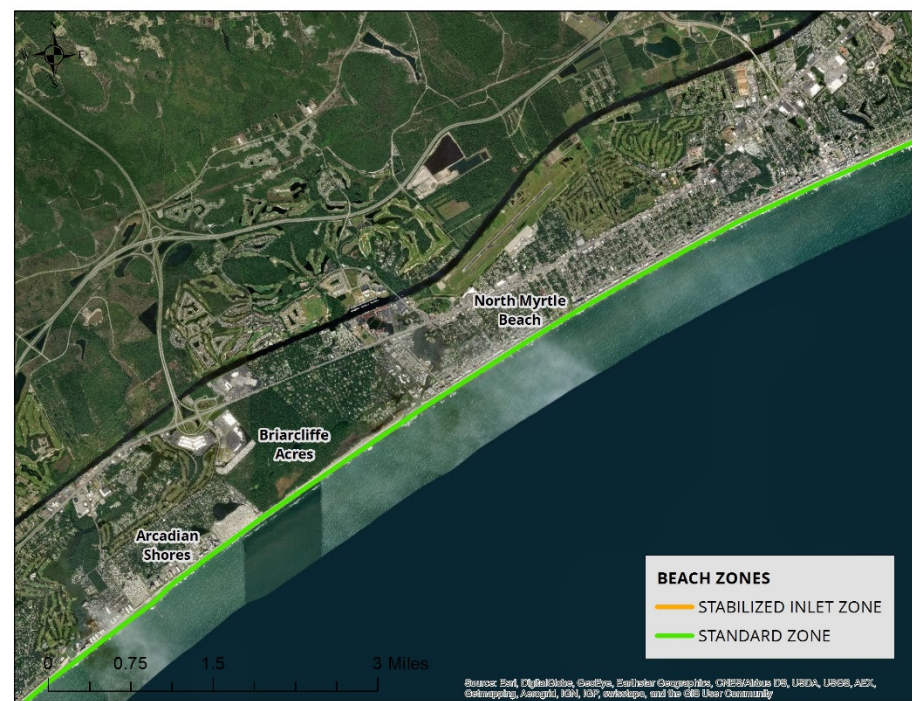 N
E
North Myrtle
Beach
Briarcliffe
Acres
Arcadian
Shores
BEACH ZONES
STABILIZED INLET ZONE
STANDARD ZONE
0 0.75 1.5 3 Miles
Source: Esri, DigitalGlobe, GeoEye, Earthstar Geographics, CNES/Airbus DS, USDA, USGS, AEX,
Getmapping, Aerogrid, IGN, IGP, swisstopo, and the GIS User Community